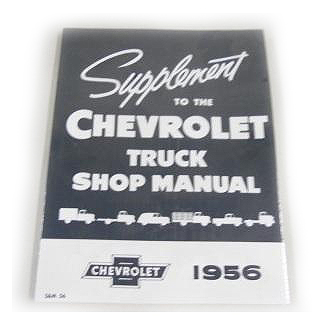 Supplement
TO THE
CHEVROLET
TRUCK
SHOP MANUAL
CHEVROLET
1956